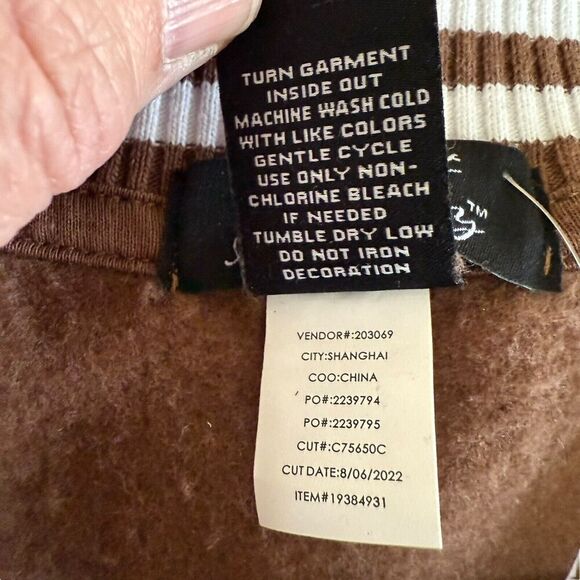 TURN GARMENT
INSIDE OUT
MACHINE WASH COLD
WITH LIKE COLORS
GENTLE CYCLE
USE ONLY NON-
CHLORINE BLEACH
IF NEEDED
TUMBLE DRY LOW
DO NOT IRON
DECORATION
TM
VENDOR#:203069
CITY:SHANGHAI
COO:CHINA
PO#:2239794
PO#:2239795
CUT#:C75650C
CUT DATE:8/06/2022
ITEM#19384931